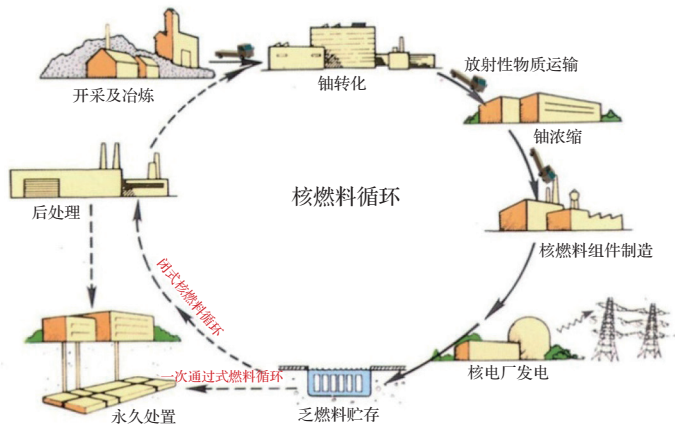 开采及冶炼
铀转化
放射性物质运输
铀浓缩
后处理
核燃料循环
核燃料组件制造
闭式核燃料循环
一次通过式燃料循环
核电厂发电
永久处置
乏燃料贮存